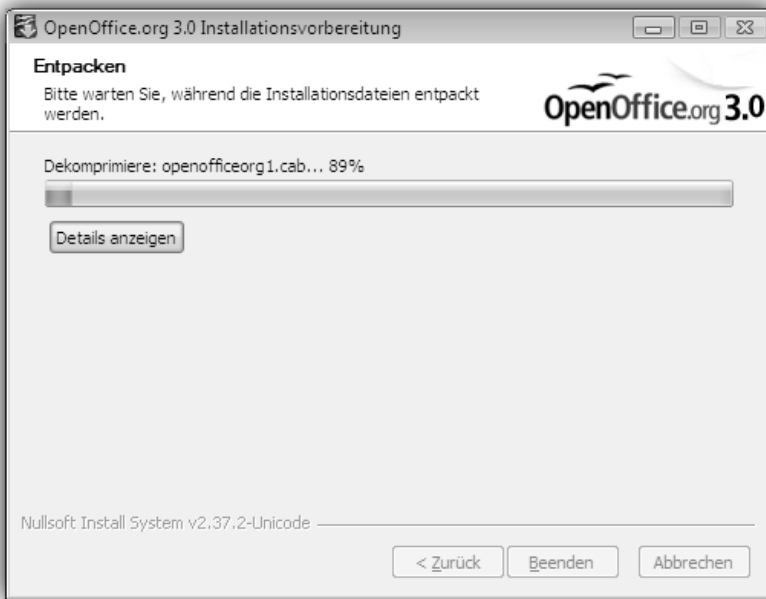 OpenOffice.org 3.0 Installationsvorbereitung
Entpacken
Bitte warten Sie, während die Installationsdateien entpackt
werden.
OpenOffice.org 3.0
Dekomprimiere: openofficeorg1.cab... 89%
Details anzeigen
Nullsoft Install System v2.37.2-Unicode
< Zurück
Beenden
Abbrechen